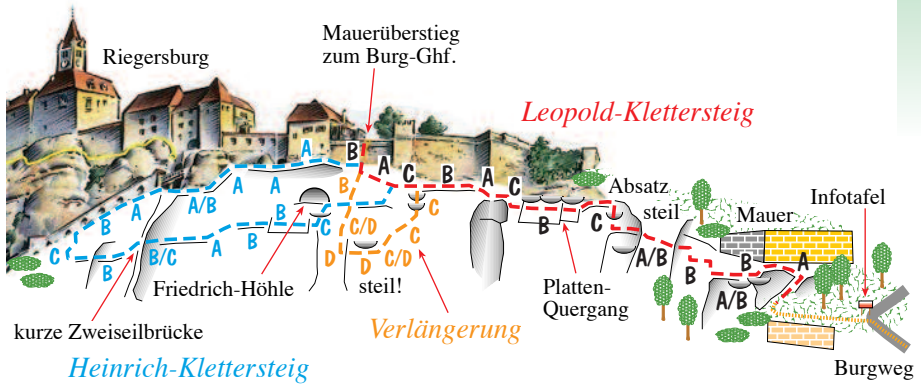 Mauerüberstieg
zum Burg-Ghf.
Riegersburg
Leopold-Klettersteig
A
B
A
C
B
A
C
Absatz
steil
Infotafel
Mauer
B
A
A
A/B
B
A
B
C
B
C
B
C
C/D
C
D
D
C/D
B
C
A/B
B
B
A
A/B
C
B
B/C
A
B
Friedrich-Höhle
steil!
Platten-
Quergang
kurze Zweiseilbrücke
Verlängerung
Heinrich-Klettersteig
Burgweg